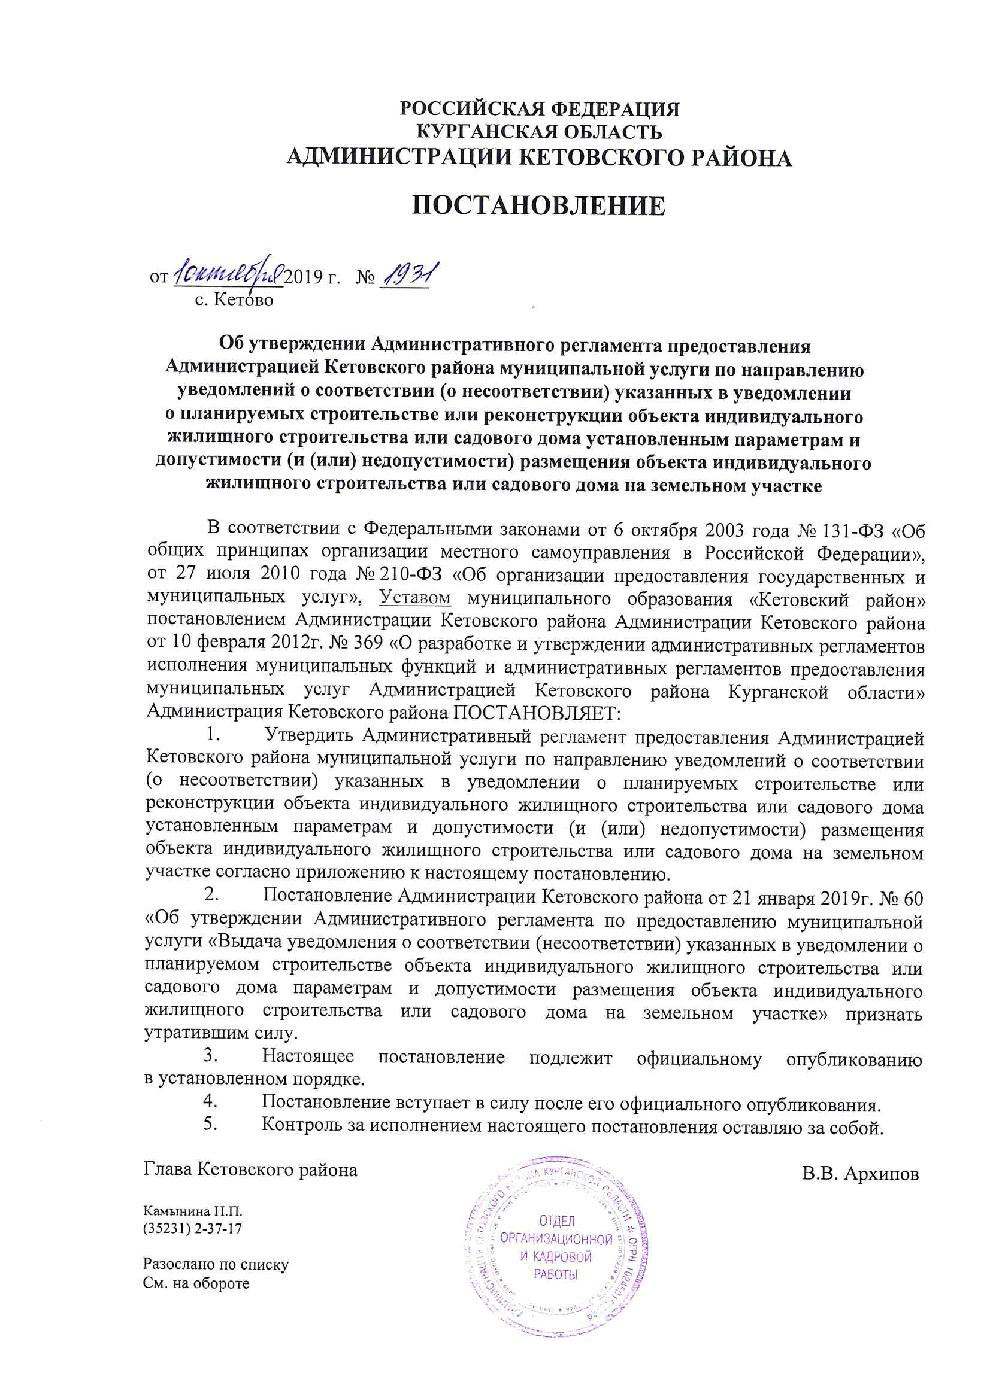 РОССИЙСКАЯ ФЕДЕРАЦИЯ
КУРГАНСКАЯ ОБЛАСТЬ
АДМИНИСТРАЦИИ КЕТОВСКОГО РАЙОНА
ПОСТАНОВЛЕНИЕ
от 1 октября 2019 г. № 1931
с. Кетово
Об утверждении Административного регламента предоставления
Администрацией Кетовского района муниципальной услуги по направлению
уведомлений о соответствии (о несоответствии) указанных в уведомлении
о планируемых строительстве или реконструкции объекта индивидуального
жилищного строительства или садового дома установленным параметрам и
допустимости (и (или) недопустимости) размещения объекта индивидуального
жилищного строительства или садового дома на земельном участке
В соответствии с Федеральными законами от 6 октября 2003 года № 131-ФЗ «Об
общих принципах организации местного самоуправления в Российской Федерации»,
от 27 июля 2010 года № 210-ФЗ «Об организации предоставления государственных и
муниципальных услуг», Уставом муниципального образования «Кетовский район»
постановлением Администрации Кетовского района Администрации Кетовского района
от 10 февраля 2012г. № 369 «О разработке и утверждении административных регламентов
исполнения муниципальных функций и административных регламентов предоставления
муниципальных услуг Администрацией Кетовского района Курганской области»
Администрация Кетовского района ПОСТАНОВЛЯЕТ:
1. Утвердить Административный регламент предоставления Администрацией
Кетовского района муниципальной услуги по направлению уведомлений о соответствии
(о несоответствии) указанных в уведомлении о планируемых строительстве или
реконструкции объекта индивидуального жилищного строительства или садового дома
установленным параметрам и допустимости (и (или) недопустимости) размещения
объекта индивидуального жилищного строительства или садового дома на земельном
участке согласно приложению к настоящему постановлению.
2. Постановление Администрации Кетовского района от 21 января 2019г. № 60
«Об утверждении Административного регламента по предоставлению муниципальной
услуги «Выдача уведомления о соответствии (несоответствии) указанных в уведомлении о
планируемом строительстве объекта индивидуального жилищного строительства или
садового дома параметрам и допустимости размещения объекта индивидуального
жилищного строительства или садового дома на земельном участке» признать
утратившим силу.
3. Настоящее постановление подлежит официальному опубликованию
в установленном порядке.
4. Постановление вступает в силу после его официального опубликования.
5. Контроль за исполнением настоящего постановления оставляю за собой.
Глава Кетовского района В.В. Архипов
Камынина Н.П.
(35231) 2-37-17
Разослано по списку
См. на обороте
КУРГАНСКОЙ ОБЛАСТИ
ОТДЕЛ
ОРГАНИЗАЦИОННОЙ
И КАДРОВОЙ
РАБОТЫ